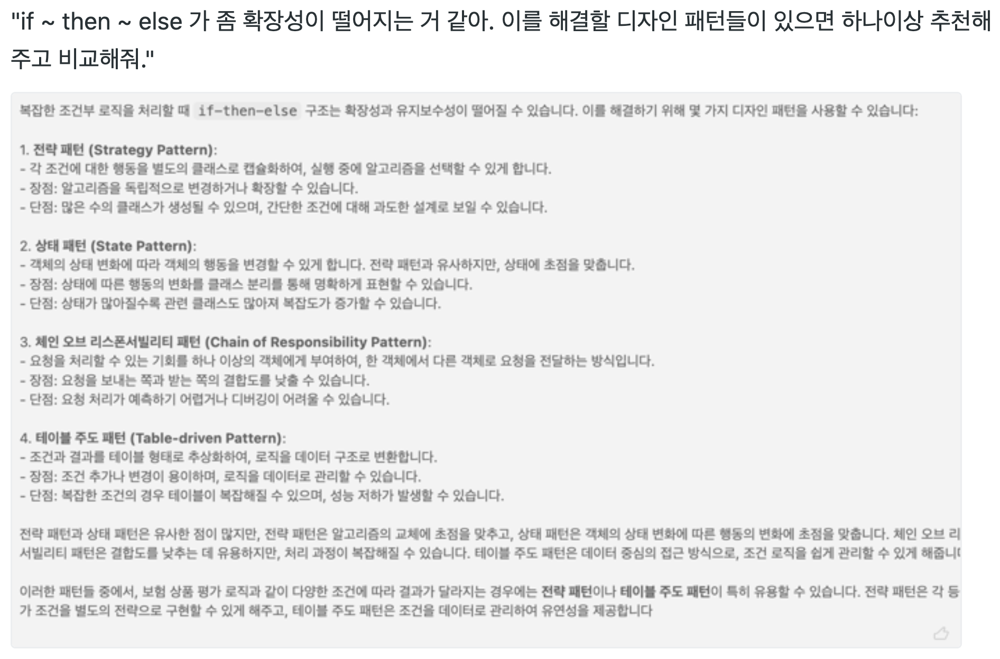 "if ~ then ~ else 가 좀 확장성이 떨어지는 거 같아. 이를 해결할 디자인 패턴들이 있으면 하나이상 추천해
주고 비교해줘."
복잡한 조건부 로직을 처리할 때 if-then-else 구조는 확장성과 유지보수성이 떨어질 수 있습니다. 이를 해결하기 위해 몇 가지 디자인 패턴을 사용할 수 있습니다:
1. 전략 패턴 (Strategy Pattern):
- 각 조건에 대한 행동을 별도의 클래스로 캡슐화하여, 실행 중에 알고리즘을 선택할 수 있게 합니다.
- 장점: 알고리즘을 독립적으로 변경하거나 확장할 수 있습니다.
- 단점: 많은 수의 클래스가 생성될 수 있으며, 간단한 조건에 대해 과도한 설계로 보일 수 있습니다.
2. 상태 패턴 (State Pattern):
- 객체의 상태 변화에 따라 객체의 행동을 변경할 수 있게 합니다. 전략 패턴과 유사하지만, 상태에 초점을 맞춥니다.
- 장점: 상태에 따른 행동의 변화를 클래스 분리를 통해 명확하게 표현할 수 있습니다.
- 단점: 상태가 많아질수록 관련 클래스도 많아져 복잡도가 증가할 수 있습니다.
3. 체인 오브 리스폰서빌리티 패턴 (Chain of Responsibility Pattern):
- 요청을 처리할 수 있는 기회를 하나 이상의 객체에게 부여하여, 한 객체에서 다른 객체로 요청을 전달하는 방식입니다.
- 장점: 요청을 보내는 쪽과 받는 쪽의 결합도를 낮출 수 있습니다.
- 단점: 요청 처리가 예측하기 어렵거나 디버깅이 어려울 수 있습니다.
4. 테이블 주도 패턴 (Table-driven Pattern):
- 조건과 결과를 테이블 형태로 추상화하여, 로직을 데이터 구조로 변환합니다.
- 장점: 조건 추가나 변경이 용이하며, 로직을 데이터로 관리할 수 있습니다.
- 단점: 복잡한 조건의 경우 테이블이 복잡해질 수 있으며, 성능 저하가 발생할 수 있습니다.
전략 패턴과 상태 패턴은 유사한 점이 많지만, 전략 패턴은 알고리즘의 교체에 초점을 맞추고, 상태 패턴은 객체의 상태 변화에 따른 행동의 변화에 초점을 맞춥니다. 체인 오브 리
서빌리티 패턴은 결합도를 낮추는 데 유용하지만, 처리 과정이 복잡해질 수 있습니다. 테이블 주도 패턴은 데이터 중심의 접근 방식으로, 조건 로직을 쉽게 관리할 수 있게 해줍니
이러한 패턴들 중에서, 보험 상품 평가 로직과 같이 다양한 조건에 따라 결과가 달라지는 경우에는 전략 패턴이나 테이블 주도 패턴이 특히 유용할 수 있습니다. 전략 패턴은 각 등
가 조건을 별도의 전략으로 구현할 수 있게 해주고, 테이블 주도 패턴은 조건을 데이터로 관리하여 유연성을 제공합니다